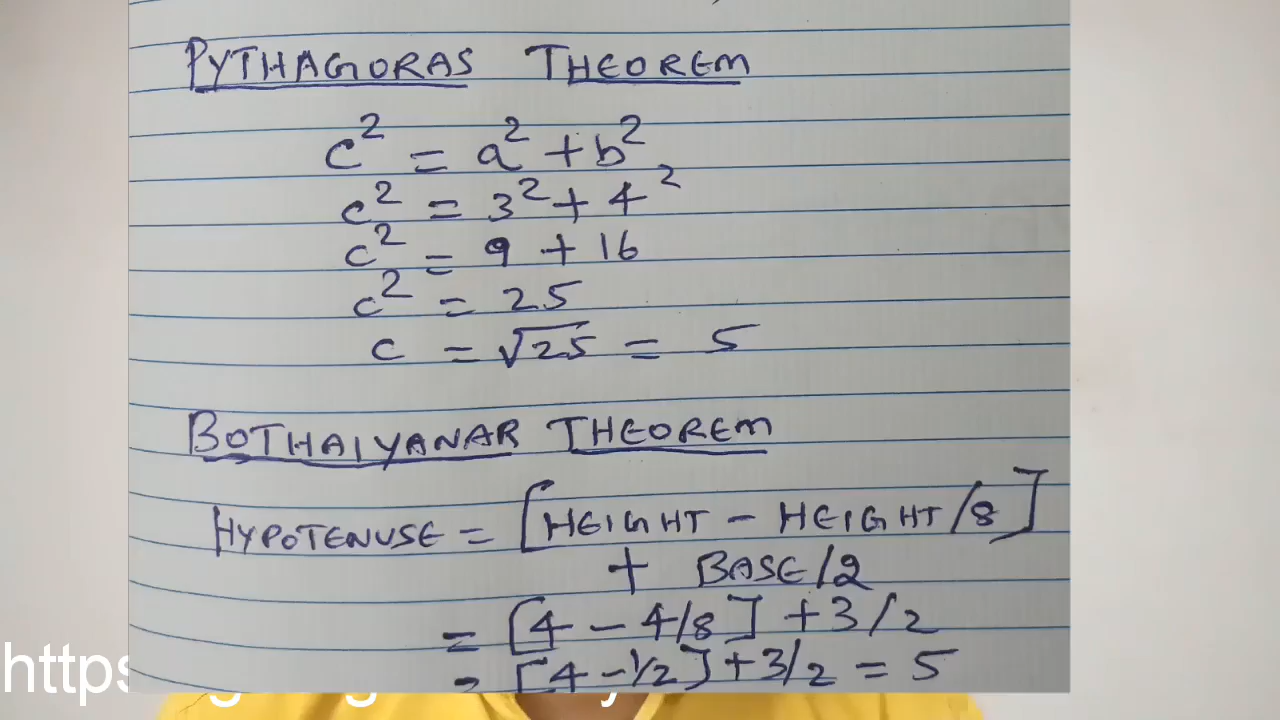 PYTHAGORAS THEOREM
c² = a² + b²
c² = 3² + 4²
c² = 9 + 16
c² = 25
c = √25 = 5
BOTHAIYANAR THEOREM
HYPOTENUSE = [HEIGHT - HEIGHT/8]
+ BASE/2
= [4 - 4/8] + 3/2
= [4 - 1/2] + 3/2 = 5
https